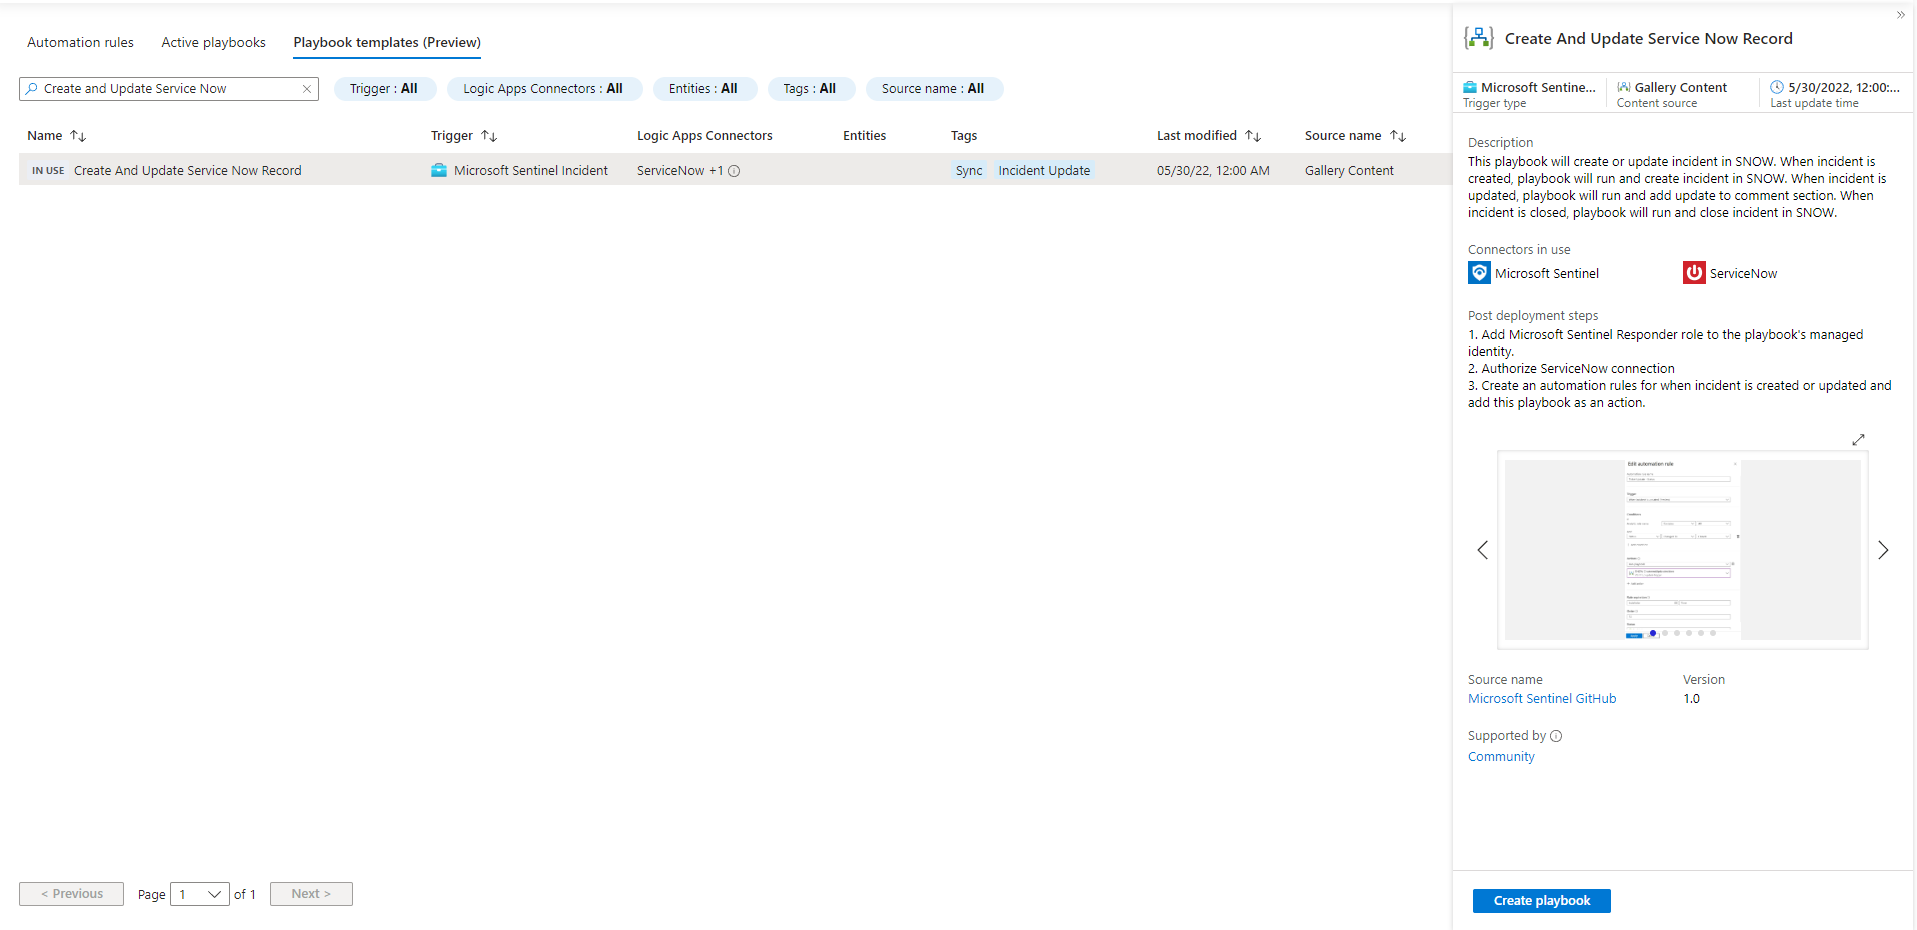 Automation rules
Active playbooks
Playbook templates (Preview)
Create and Update Service Now
Trigger : All
Logic Apps Connectors : All
Entities : All
Tags : All
Source name : All
Name
Trigger
Logic Apps Connectors
Entities
Tags
Last modified
Source name
IN USE
Create And Update Service Now Record
Microsoft Sentinel Incident
ServiceNow +1
Sync
Incident Update
05/30/22, 12:00 AM
Gallery Content
< Previous
Page
1
of 1
Next >
Create And Update Service Now Record
Microsoft Sentine...
Trigger type
Gallery Content
Content source
5/30/2022, 12:00:...
Last update time
Description
This playbook will create or update incident in SNOW. When incident is
created, playbook will run and create incident in SNOW. When incident is
updated, playbook will run and add update to comment section. When
incident is closed, playbook will run and close incident in SNOW.
Connectors in use
Microsoft Sentinel
ServiceNow
Post deployment steps
1. Add Microsoft Sentinel Responder role to the playbook's managed
identity.
2. Authorize ServiceNow connection
3. Create an automation rules for when incident is created or updated and
add this playbook as an action.
Edit automation rule
Source name
Microsoft Sentinel GitHub
Version
1.0
Supported by
Community
Create playbook